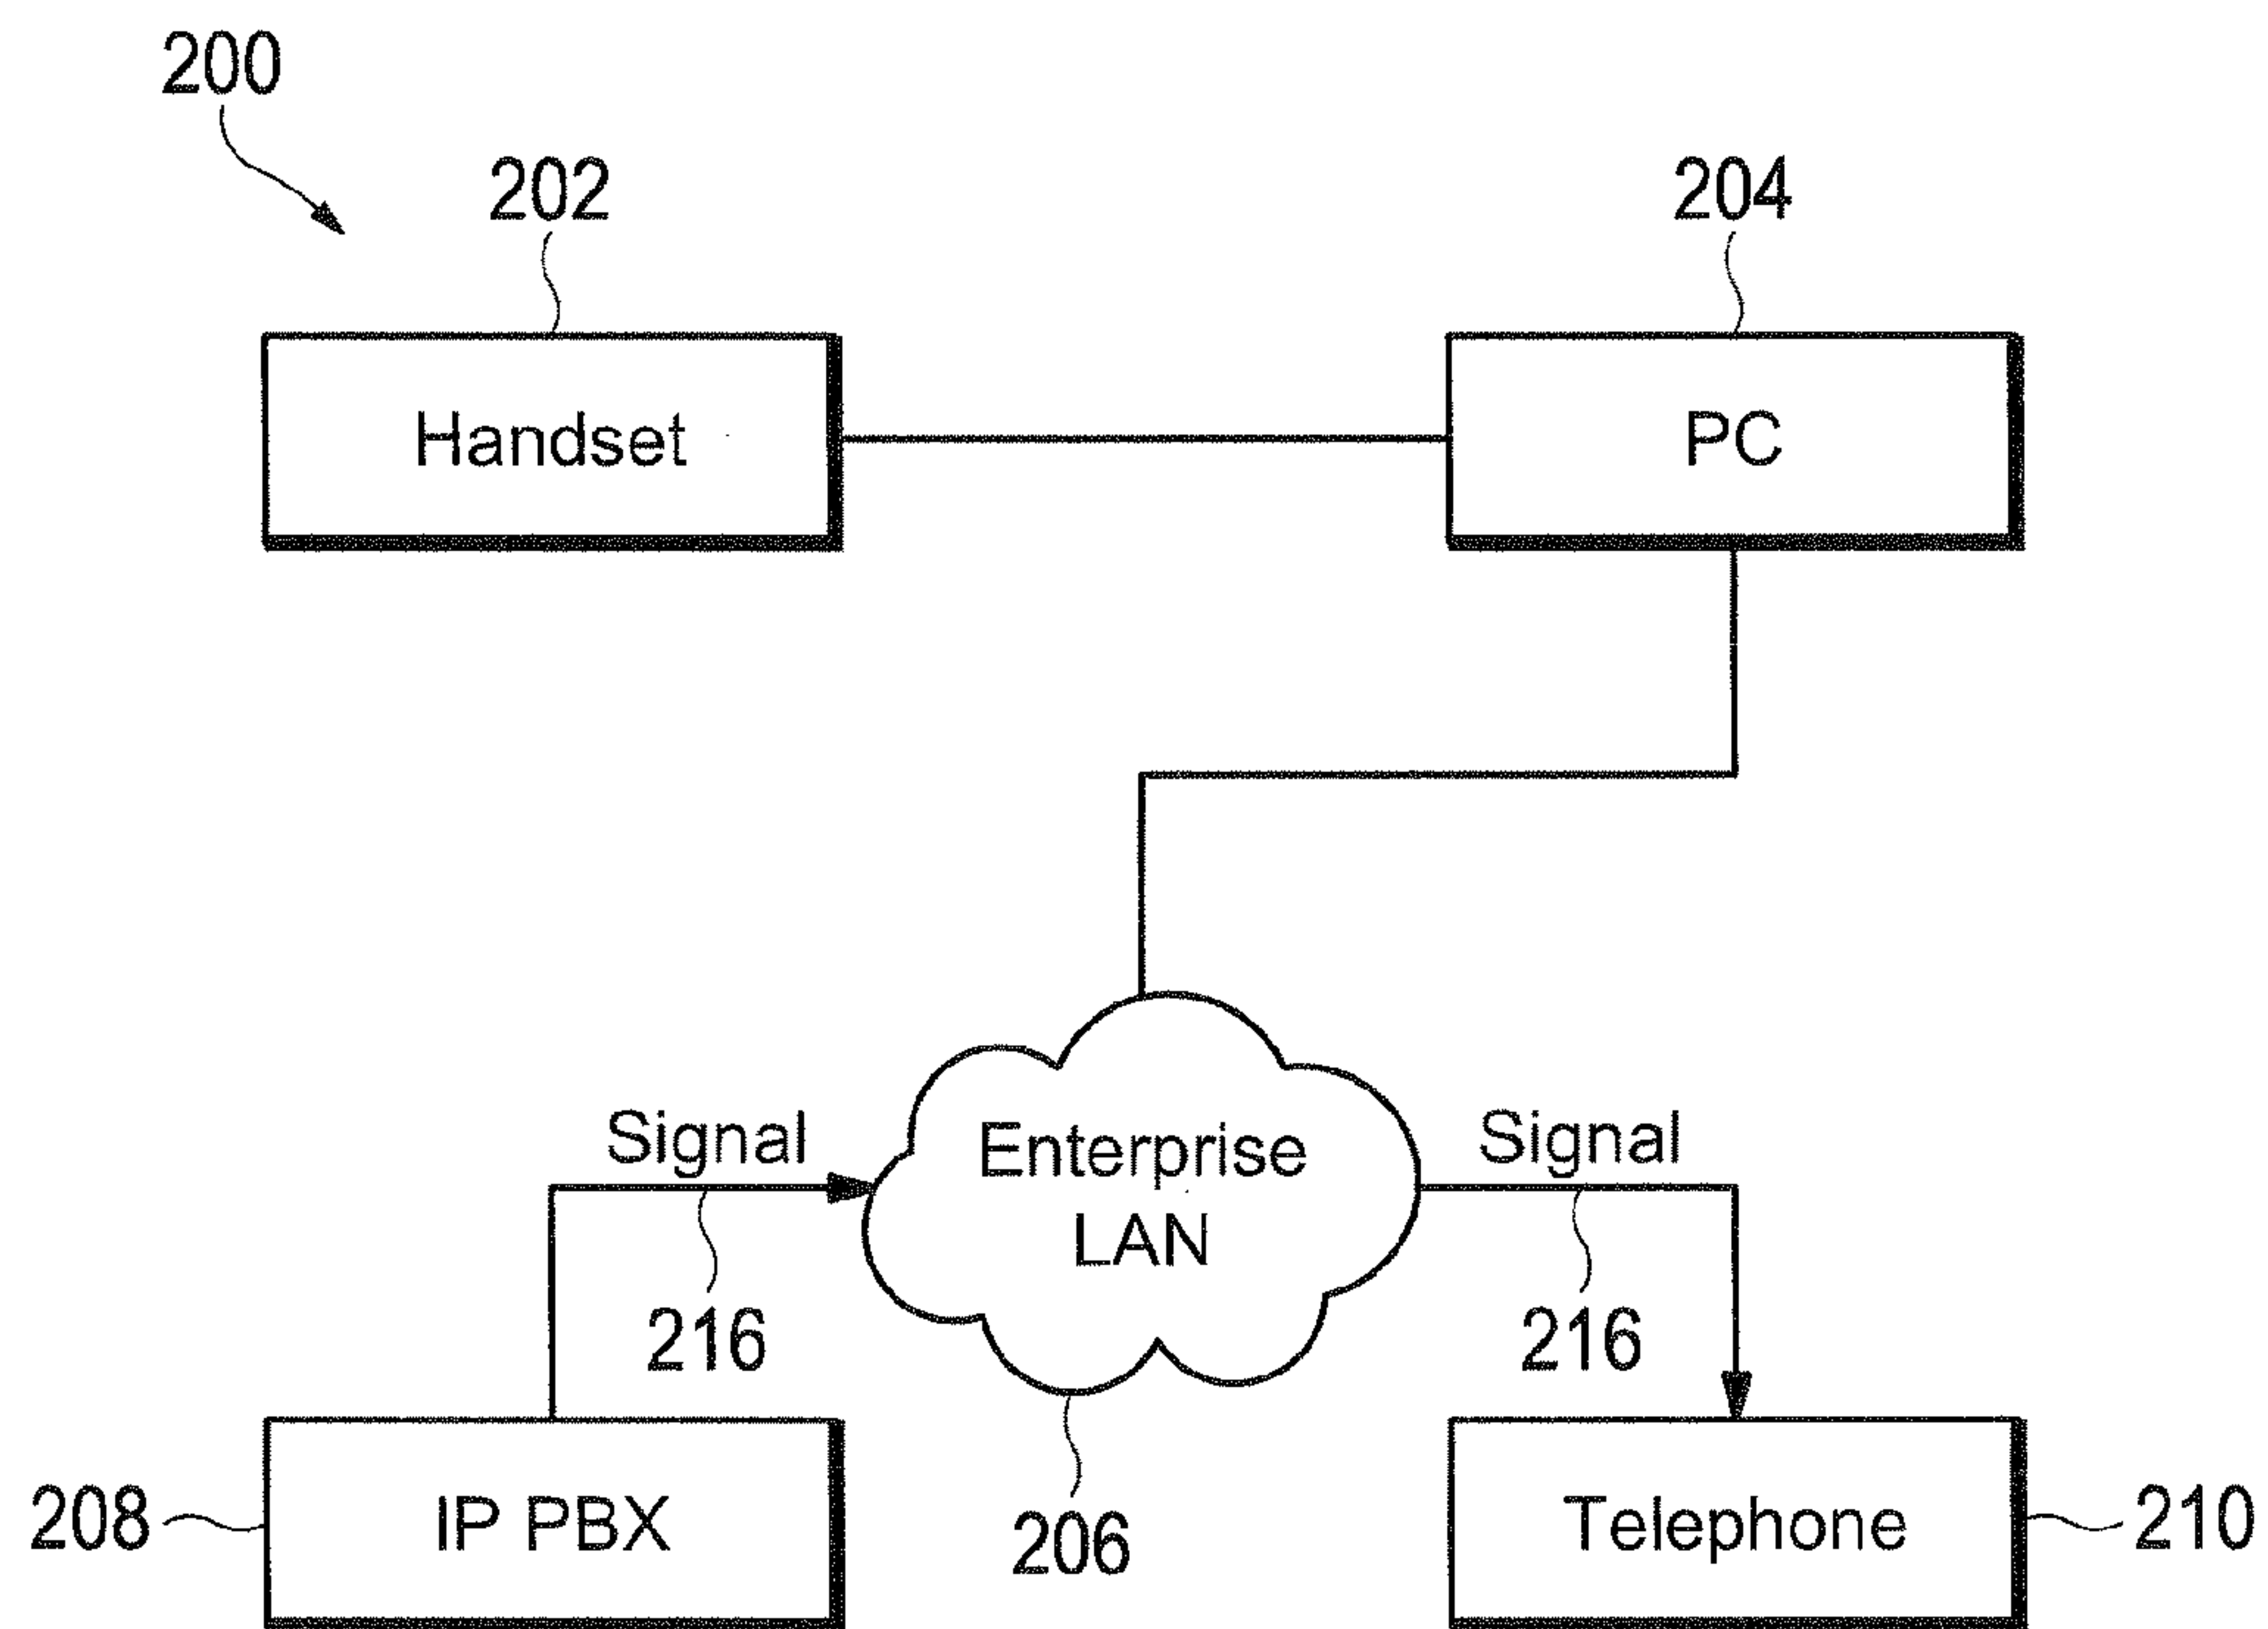 200
202
204
Handset
PC
Signal
Enterprise
LAN
Signal
216
216
208
IP PBX
206
Telephone
210